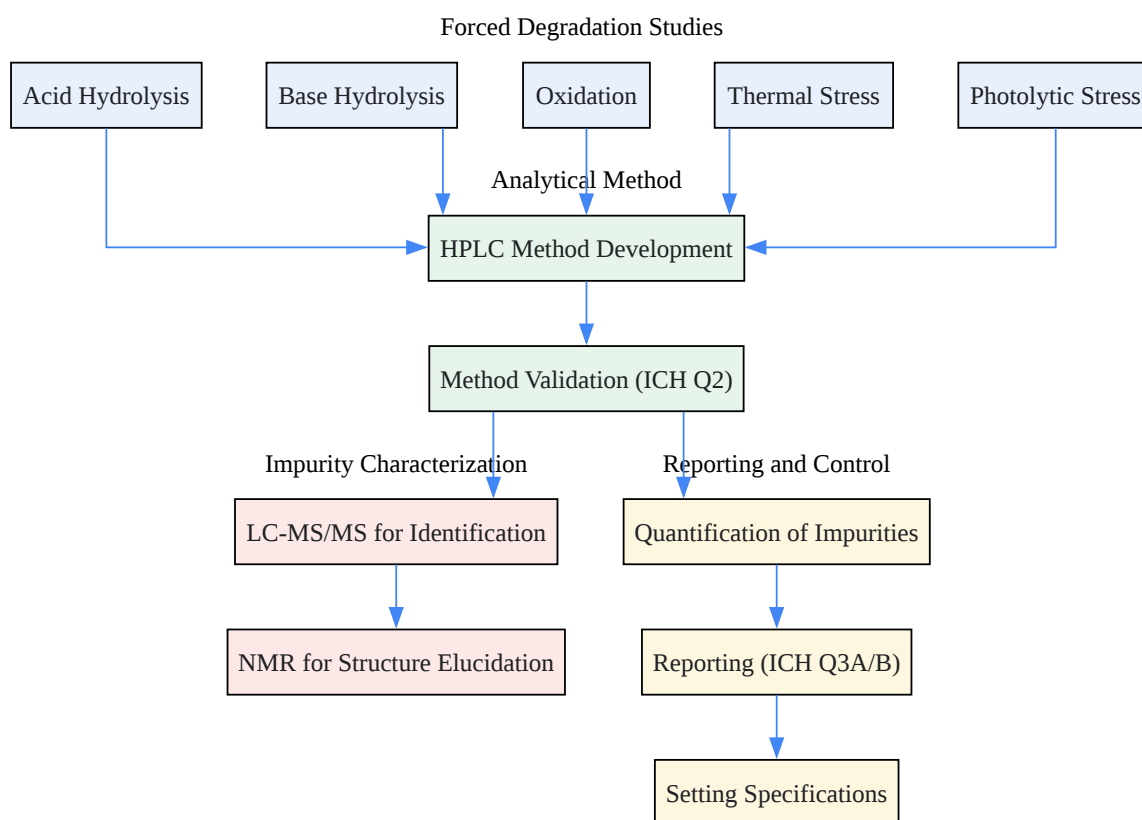 Forced Degradation Studies
Acid Hydrolysis
Base Hydrolysis
Oxidation
Thermal Stress
Photolytic Stress
Analytical Method
HPLC Method Development
Method Validation (ICH Q2)
Impurity Characterization
Reporting and Control
LC-MS/MS for Identification
Quantification of Impurities
NMR for Structure Elucidation
Reporting (ICH Q3A/B)
Setting Specifications